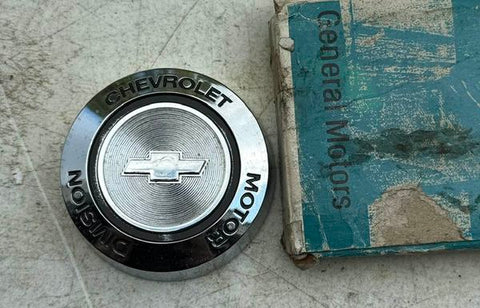 CHEVROLET
MOTOR
DIVISION
General Motors